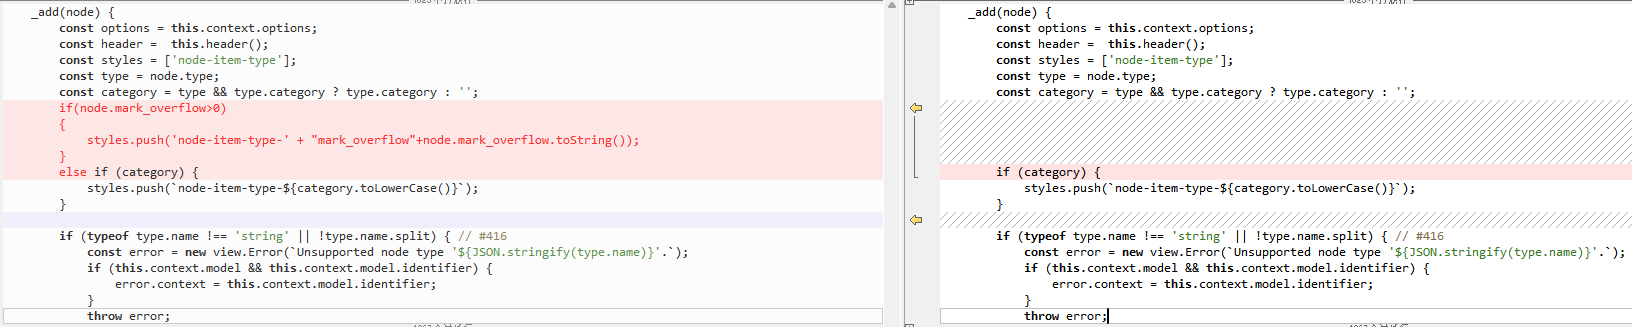 _add(node) {
const options = this.context.options;
const header =  this.header();
const styles = ['node-item-type'];
const type = node.type;
const category = type && type.category ? type.category : '';
if(node.mark_overflow>0)
{
styles.push('node-item-type-' + "mark_overflow"+node.mark_overflow.toString());
}
else if (category) {
styles.push(`node-item-type-${category.toLowerCase()}`);
}
if (typeof type.name !== 'string' || !type.name.split) { // #416
const error = new view.Error(`Unsupported node type '${JSON.stringify(type.name)}'.`);
if (this.context.model && this.context.model.identifier) {
error.context = this.context.model.identifier;
}
throw error;
_add(node) {
const options = this.context.options;
const header =  this.header();
const styles = ['node-item-type'];
const type = node.type;
const category = type && type.category ? type.category : '';
if (category) {
styles.push(`node-item-type-${category.toLowerCase()}`);
}
if (typeof type.name !== 'string' || !type.name.split) { // #416
const error = new view.Error(`Unsupported node type '${JSON.stringify(type.name)}'.`);
if (this.context.model && this.context.model.identifier) {
error.context = this.context.model.identifier;
}
throw error;